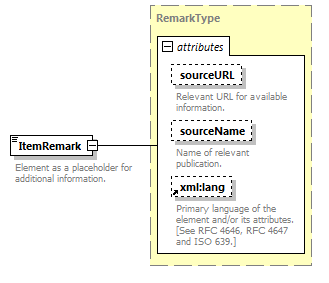 RemarkType
attributes
sourceURL
Relevant URL for available
information.
sourceName
Name of relevant
publication.
ItemRemark
Element as a placeholder for
additional information.
xml:lang
Primary language of the
element and/or its attributes.
[See RFC 4646, RFC 4647
and ISO 639.]